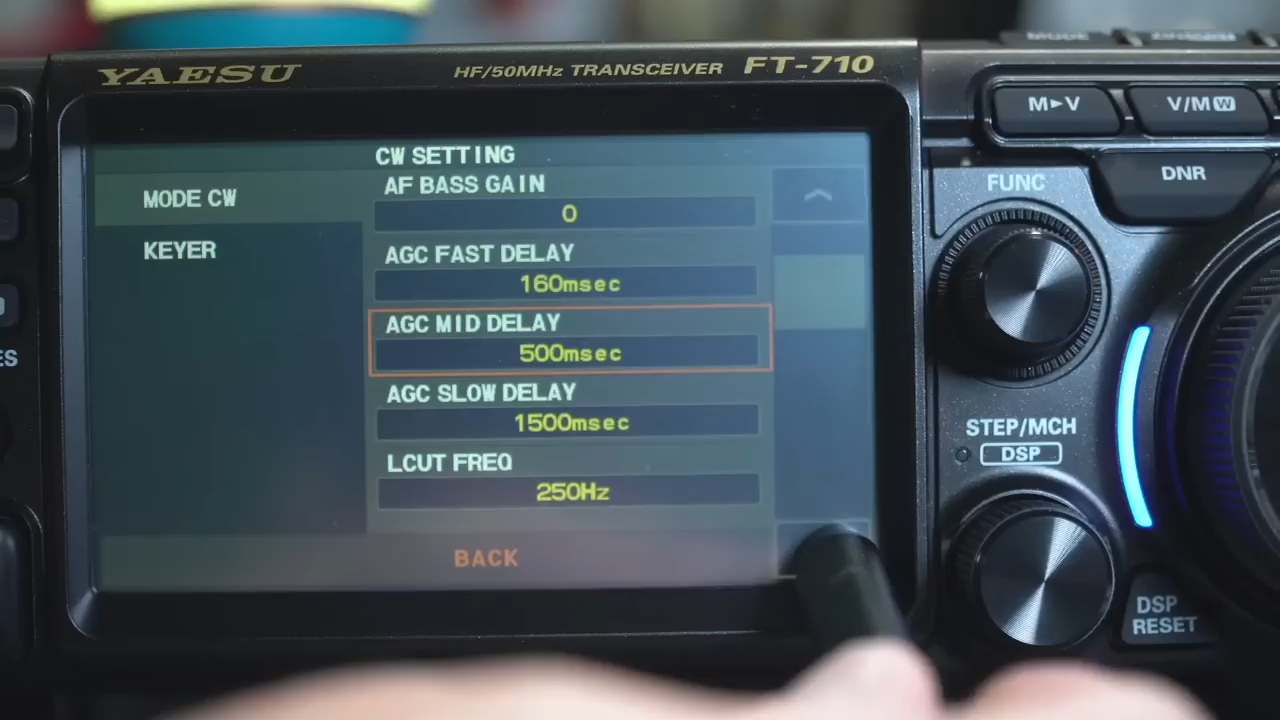 YAESU
HF/50MHz TRANSCEIVER FT-710
CW SETTING
MODE CW
KEYER
AF BASS GAIN
0
AGC FAST DELAY
160msec
AGC MID DELAY
500msec
AGC SLOW DELAY
1500msec
LCUT FREQ
250Hz
BACK
MODE
M►V
V/M W
DNR
FUNC
STEP/MCH
DSP
DSP
RESET
ES